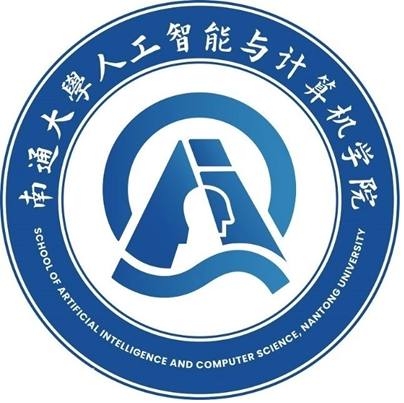 南通大學人工智能与计算机学院
SCHOOL OF ARTIFICIAL INTELLIGENCE AND COMPUTER SCIENCE, NANTONG UNIVERSITY